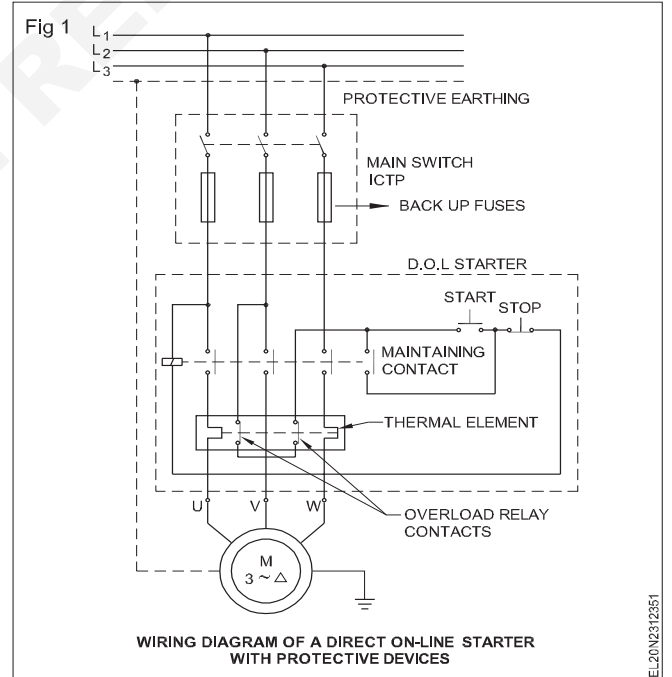 Fig 1
L1
L2
L3
PROTECTIVE EARTHING
MAIN SWITCH
ICTP
BACK UP FUSES
D.O.L STARTER
START
STOP
MAINTAINING
CONTACT
THERMAL ELEMENT
U V W
OVERLOAD RELAY
CONTACTS
M
3 ~ △
WIRING DIAGRAM OF A DIRECT ON-LINE STARTER
WITH PROTECTIVE DEVICES
EL20N2312351